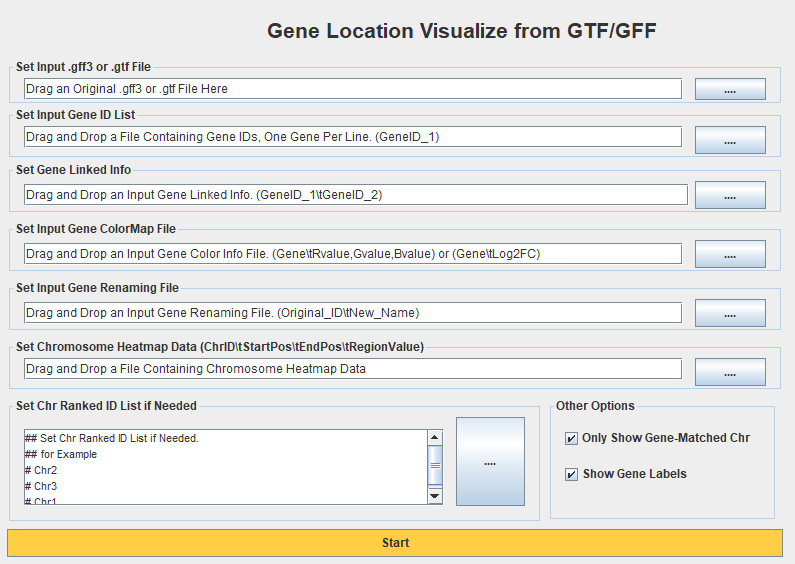 Gene Location Visualize from GTF/GFF
Set Input .gff3 or .gtf File
Drag an Original .gff3 or .gtf File Here
....
Set Input Gene ID List
Drag and Drop a File Containing Gene IDs, One Gene Per Line. (GeneID_1)
....
Set Gene Linked Info
Drag and Drop an Input Gene Linked Info. (GeneID_1\tGeneID_2)
....
Set Input Gene ColorMap File
Drag and Drop an Input Gene Color Info File. (Gene\tRvalue,Gvalue,Bvalue) or (Gene\tLog2FC)
....
Set Input Gene Renaming File
Drag and Drop an Input Gene Renaming File. (Original_ID\tNew_Name)
....
Set Chromosome Heatmap Data (ChrID\tStartPos\tEndPos\tRegionValue)
Drag and Drop a File Containing Chromosome Heatmap Data
....
Set Chr Ranked ID List if Needed
## Set Chr Ranked ID List if Needed.
## for Example
# Chr2
# Chr3
# Chr1
....
Other Options
Only Show Gene-Matched Chr
Show Gene Labels
Start